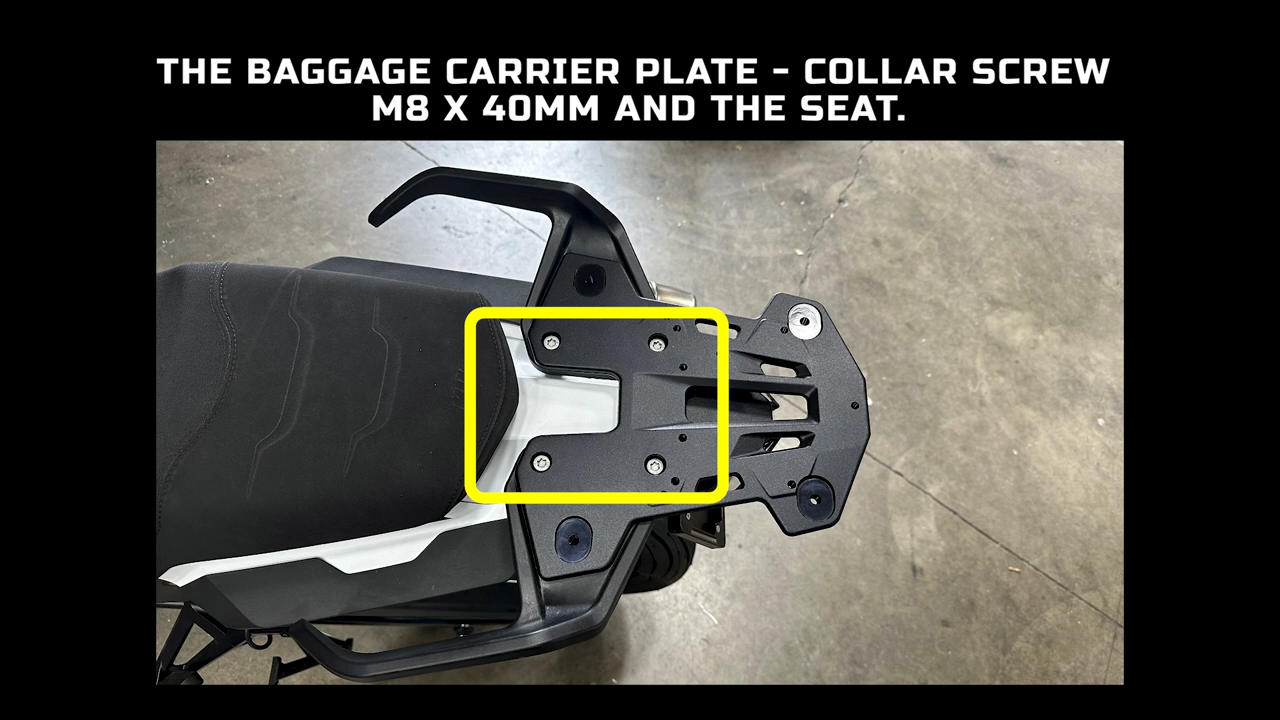 THE BAGGAGE CARRIER PLATE - COLLAR SCREW
M8 X 40MM AND THE SEAT.